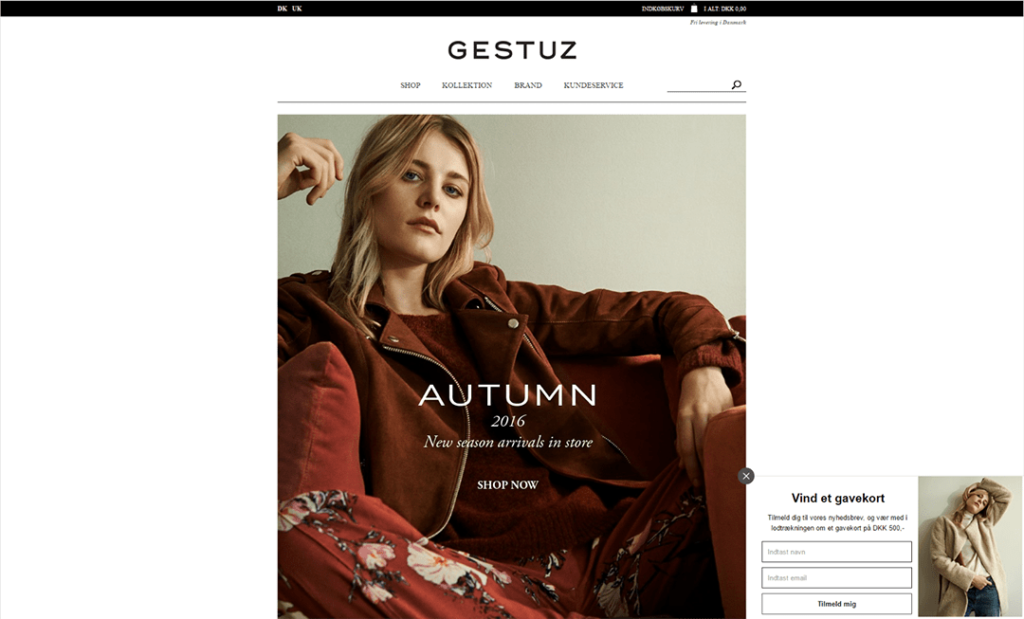 DK UK
INDKØBSKURV I ALT: DKK 0,00
Fri levering i Danmark
GESTUZ
SHOP KOLLEKTION BRAND KUNDESERVICE
AUTUMN
2016
New season arrivals in store
SHOP NOW
Vind et gavekort
Tilmeld dig til vores nyhedsbrev, og vær med i
lodtrækningen om et gavekort på DKK 500,-
Indtast navn
Indtast email
Tilmeld mig